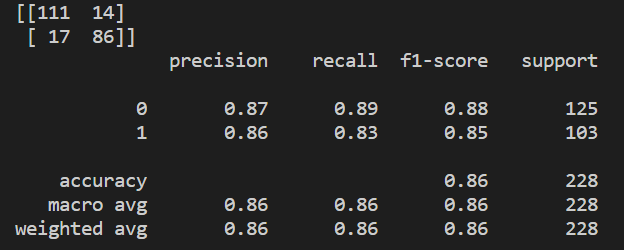 [[111  14]
 [ 17  86]]
              precision    recall  f1-score   support

           0       0.87      0.89      0.88       125
           1       0.86      0.83      0.85       103

    accuracy                           0.86       228
   macro avg       0.86      0.86      0.86       228
weighted avg       0.86      0.86      0.86       228